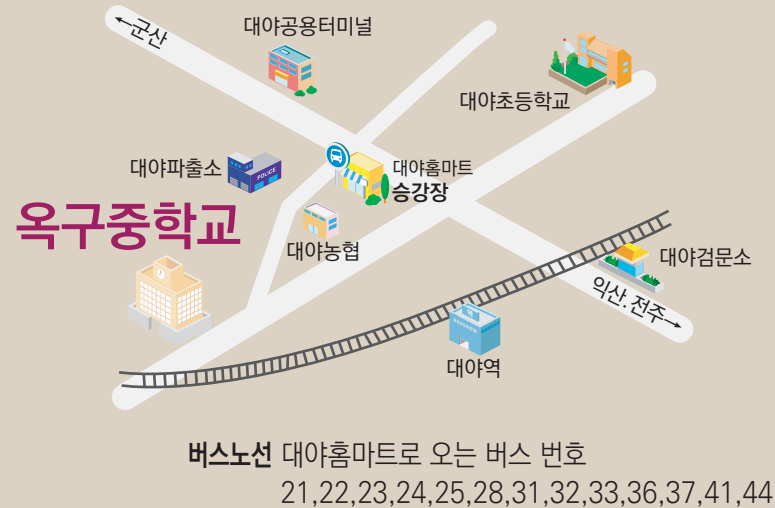 ←군산
대야공용터미널
대야초등학교
대야파출소
POLICE
대야홈마트
승강장
옥구중학교
대야농협
대야검문소
익산.전주→
대야역
버스노선 대야홈마트로 오는 버스 번호
21,22,23,24,25,28,31,32,33,36,37,41,44